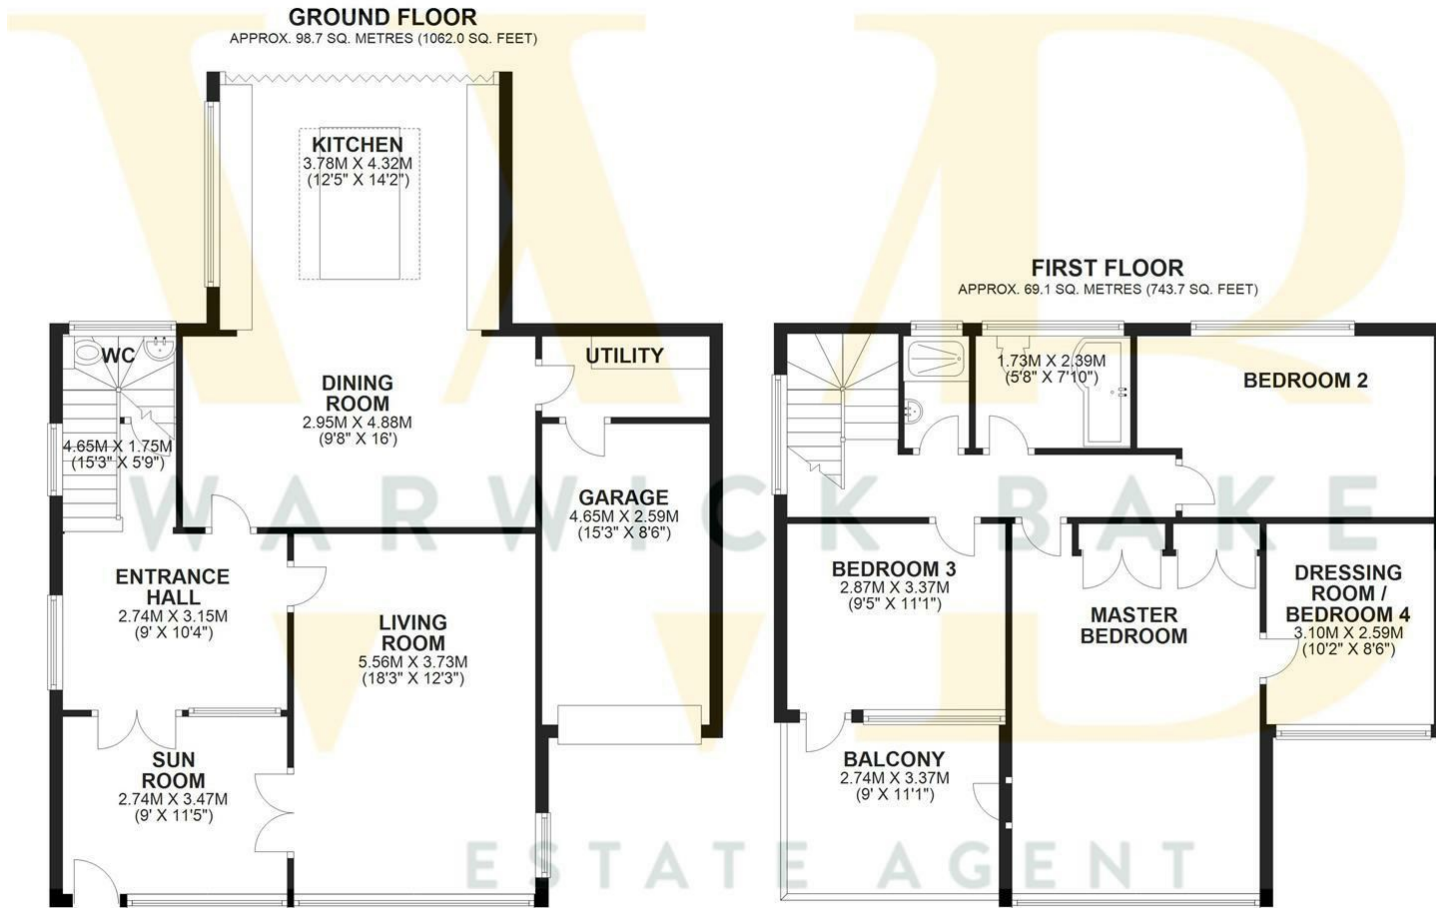 GROUND FLOOR
APPROX. 98.7 SQ. METRES (1062.0 SQ. FEET)
KITCHEN
3.78M X 4.32M
(12'5" X 14'2")
WC
UTILITY
DINING
ROOM
2.95M X 4.88M
(9'8" X 16')
4.65M X 1.75M
(15'3" X 5'9")
GARAGE
4.65M X 2.59M
(15'3" X 8'6")
ENTRANCE
HALL
2.74M X 3.15M
(9' X 10'4")
LIVING
ROOM
5.56M X 3.73M
(18'3" X 12'3")
SUN
ROOM
2.74M X 3.47M
(9' X 11'5")
FIRST FLOOR
APPROX. 69.1 SQ. METRES (743.7 SQ. FEET)
1.73M X 2.39M
(5'8" X 7'10")
BEDROOM 2
BEDROOM 3
2.87M X 3.37M
(9'5" X 11'1")
MASTER
BEDROOM
DRESSING
ROOM /
BEDROOM 4
3.10M X 2.59M
(10'2" X 8'6")
BALCONY
2.74M X 3.37M
(9' X 11'1")
WARWICK BAKE
ESTATE AGENT